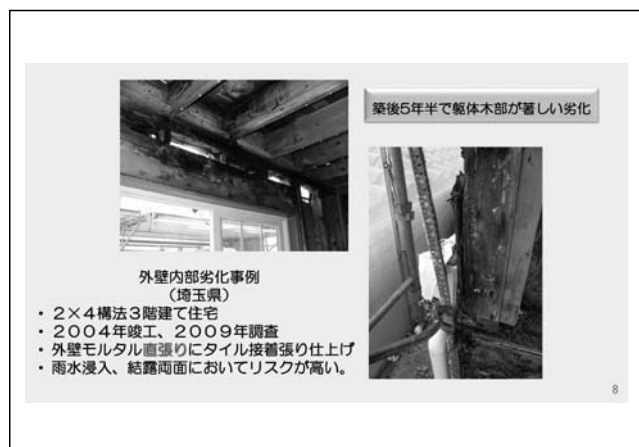 築後5年半で躯体木部が著しい劣化
外壁内部劣化事例
（埼玉県）
・ 2×4構法3階建て住宅
・ 2004年竣工、2009年調査
・ 外壁モルタル直張りにタイル接着張り仕上げ
・ 雨水浸入、結露両面においてリスクが高い。
8